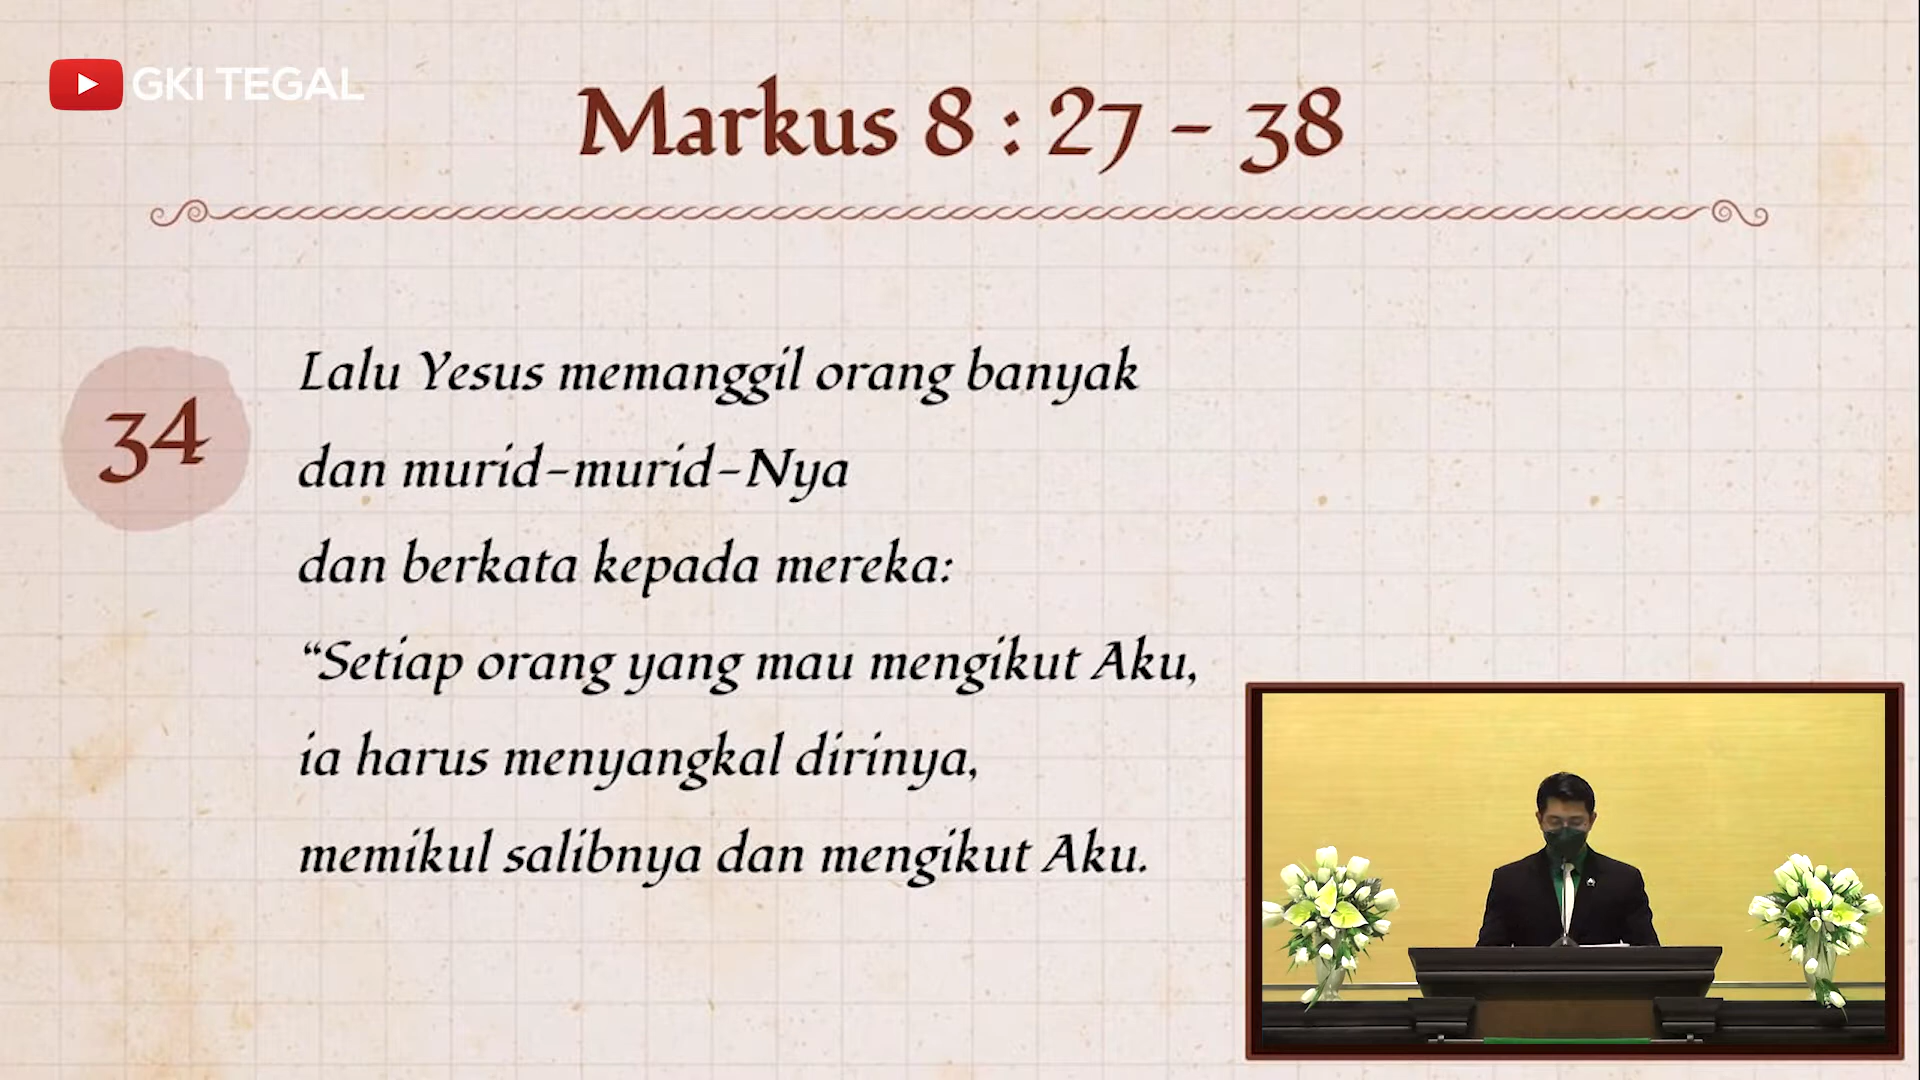 GKI TEGAL
Markus 8 : 27 - 38
34
Lalu Yesus memanggil orang banyak
dan murid-murid-Nya
dan berkata kepada mereka:
“Setiap orang yang mau mengikut Aku,
ia harus menyangkal dirinya,
memikul salibnya dan mengikut Aku.